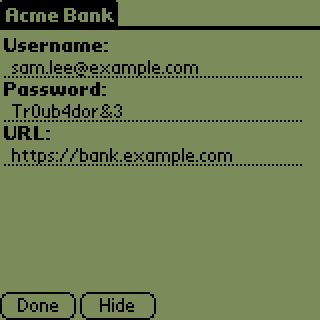 Acme Bank
Username:
sam.lee@example.com
Password:
Tr0ub4dor&3
URL:
https://bank.example.com
Done
Hide